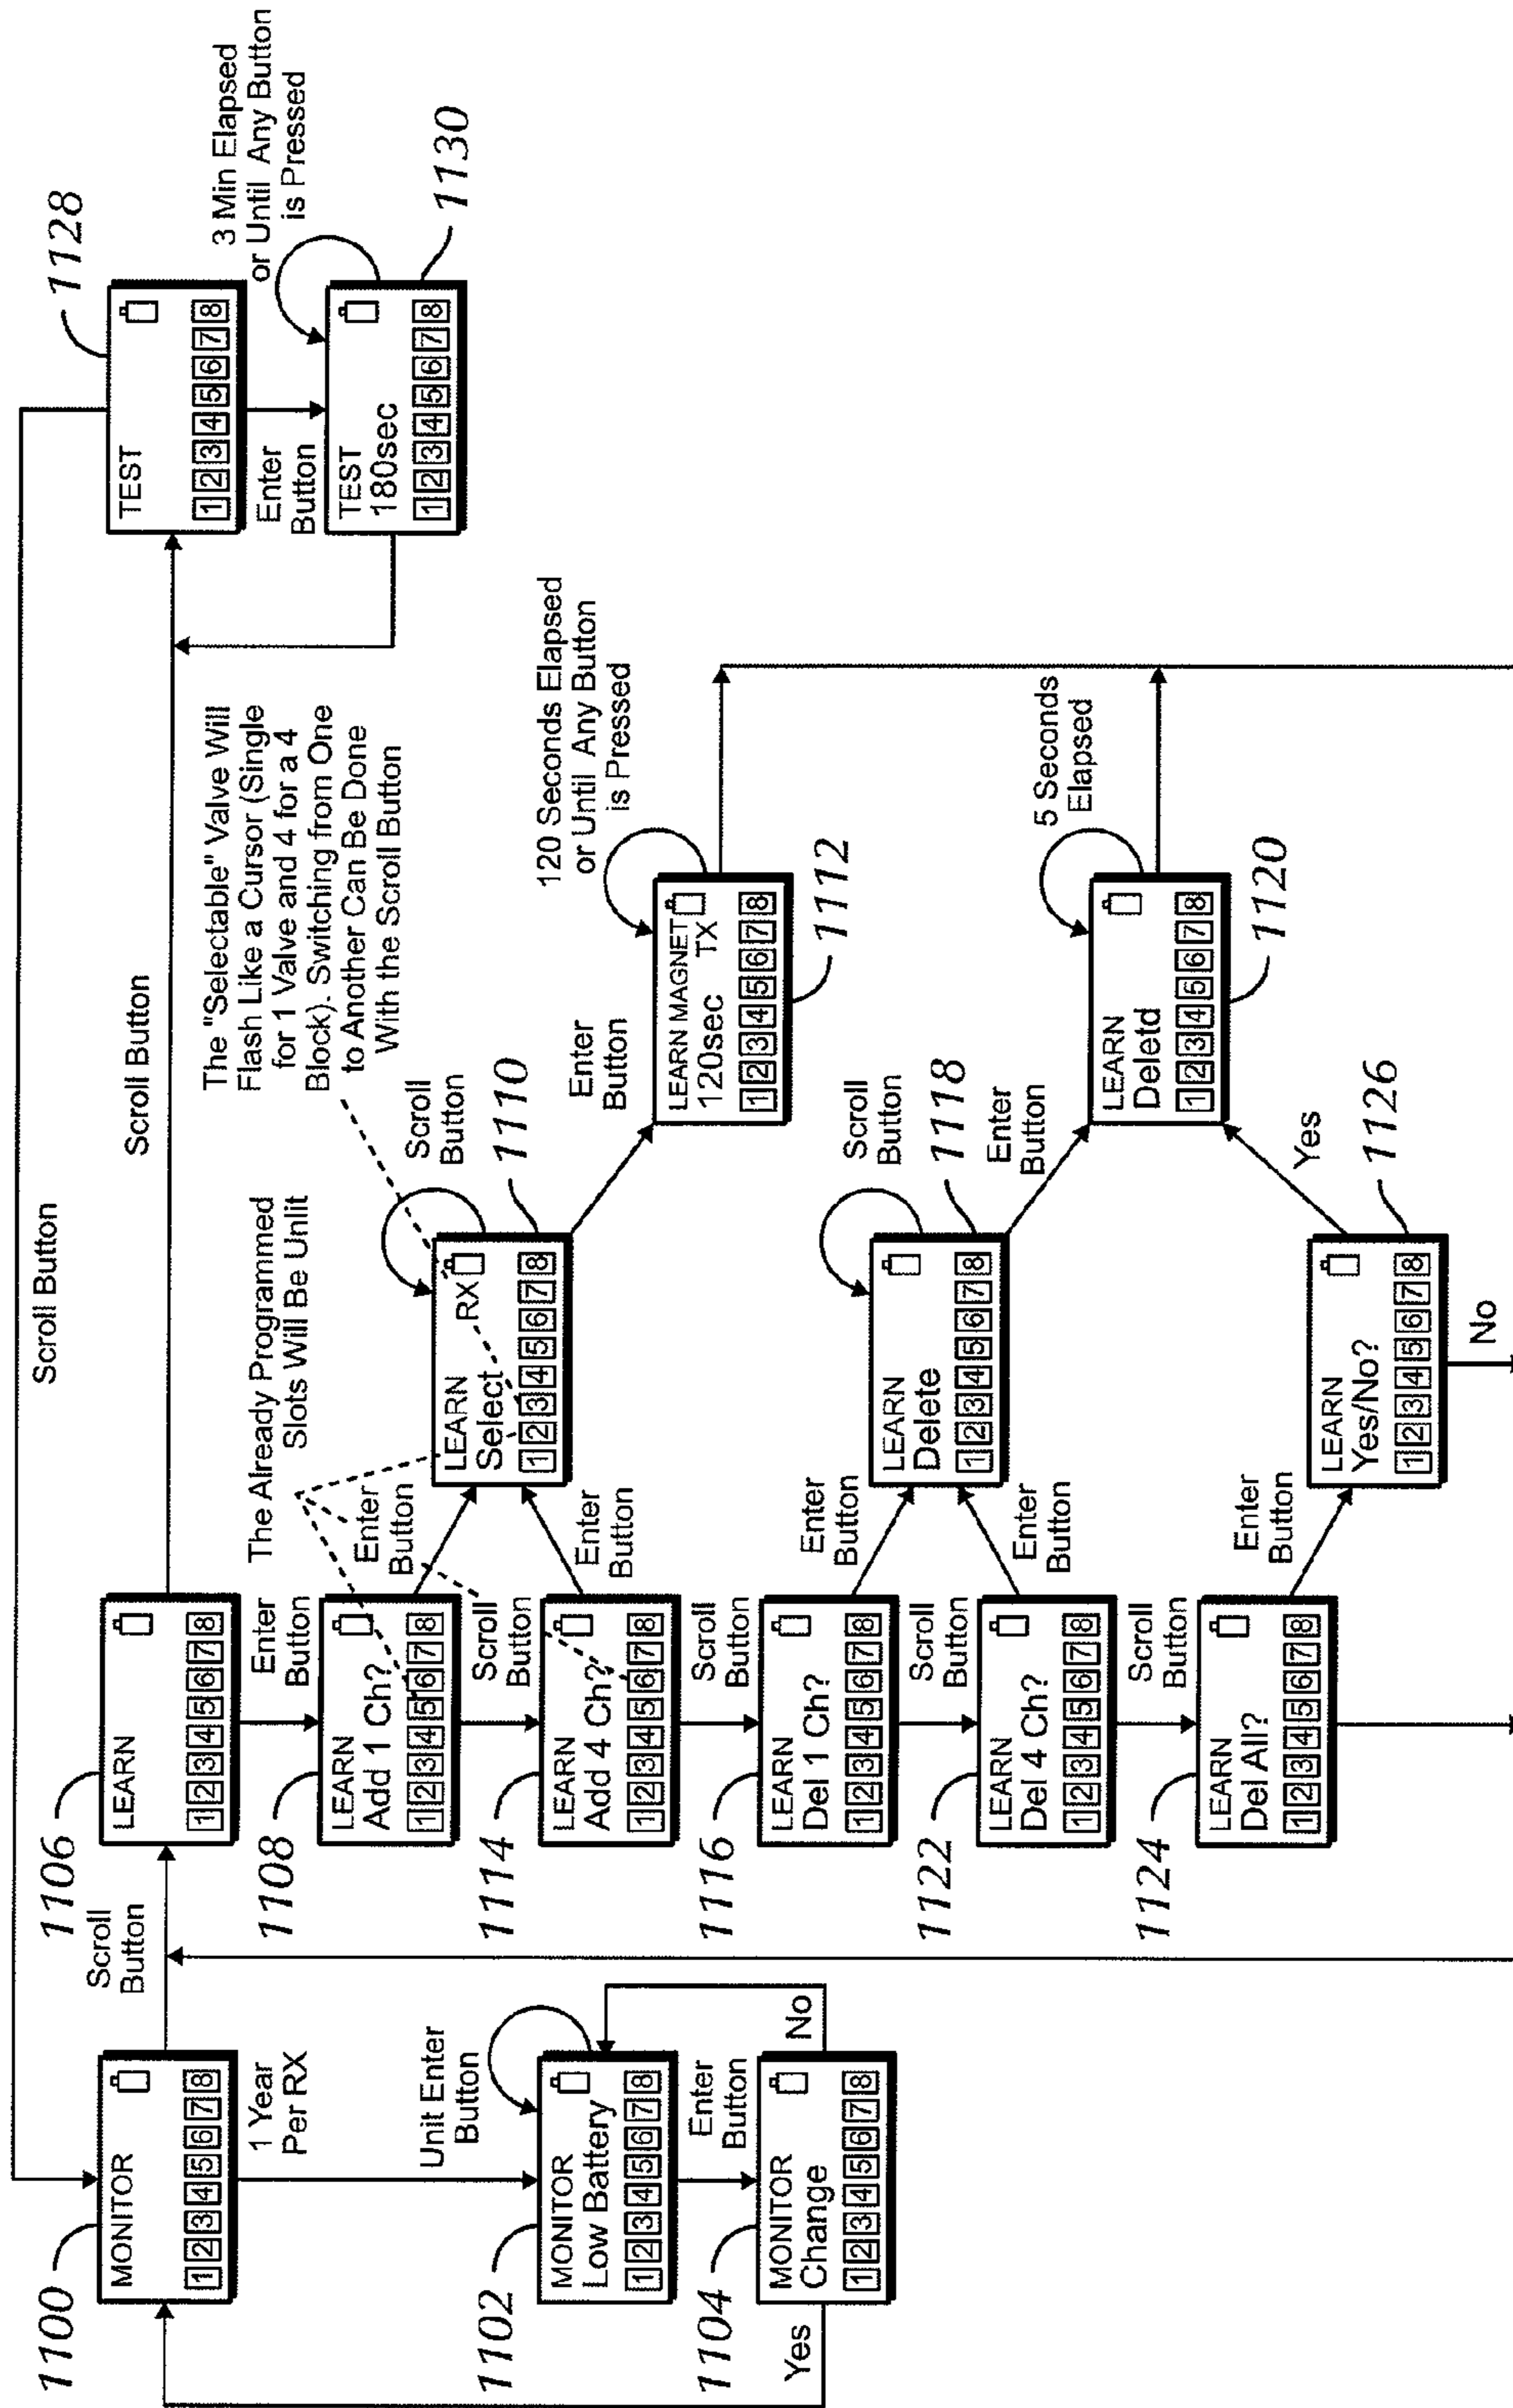 Scroll Button
1100
MONITOR
1 2 3 4 5 6 7 8
Scroll
Button
1106
LEARN
1 2 3 4 5 6 7 8
Scroll Button
1128
TEST
1 2 3 4 5 6 7 8
1 Year
Per RX
Enter
Button
Enter
Button
3 Min Elapsed
or Until Any Button
is Pressed
TEST
180sec
1 2 3 4 5 6 7 8
1130
The Already Programmed
Slots Will Be Unlit
The "Selectable" Valve Will
Flash Like a Cursor (Single
for 1 Valve and 4 for a 4
Block). Switching from One
to Another Can Be Done
With the Scroll Button
1108
LEARN
Add 1 Ch?
1 2 3 4 5 6 7 8
Enter
Button
Scroll
Button
LEARN
Select RX
1 2 3 4 5 6 7 8
1110
Unit Enter
Button
1102
MONITOR
Low Battery
1 2 3 4 5 6 7 8
Scroll
Button
1114
LEARN
Add 4 Ch?
1 2 3 4 5 6 7 8
Enter
Button
Enter
Button
120 Seconds Elapsed
or Until Any Button
is Pressed
LEARN MAGNET
120sec TX
1 2 3 4 5 6 7 8
1112
Enter
Button
1104
MONITOR
Change
1 2 3 4 5 6 7 8
No
Yes
Scroll
Button
1116
LEARN
Del 1 Ch?
1 2 3 4 5 6 7 8
Enter
Button
Scroll
Button
LEARN
Delete
1 2 3 4 5 6 7 8
1118
Scroll
Button
1122
LEARN
Del 4 Ch?
1 2 3 4 5 6 7 8
Enter
Button
Enter
Button
5 Seconds
Elapsed
LEARN
Deletd
1 2 3 4 5 6 7 8
1120
Scroll
Button
1124
LEARN
Del All?
1 2 3 4 5 6 7 8
Enter
Button
LEARN
Yes/No?
1 2 3 4 5 6 7 8
1126
Yes
No